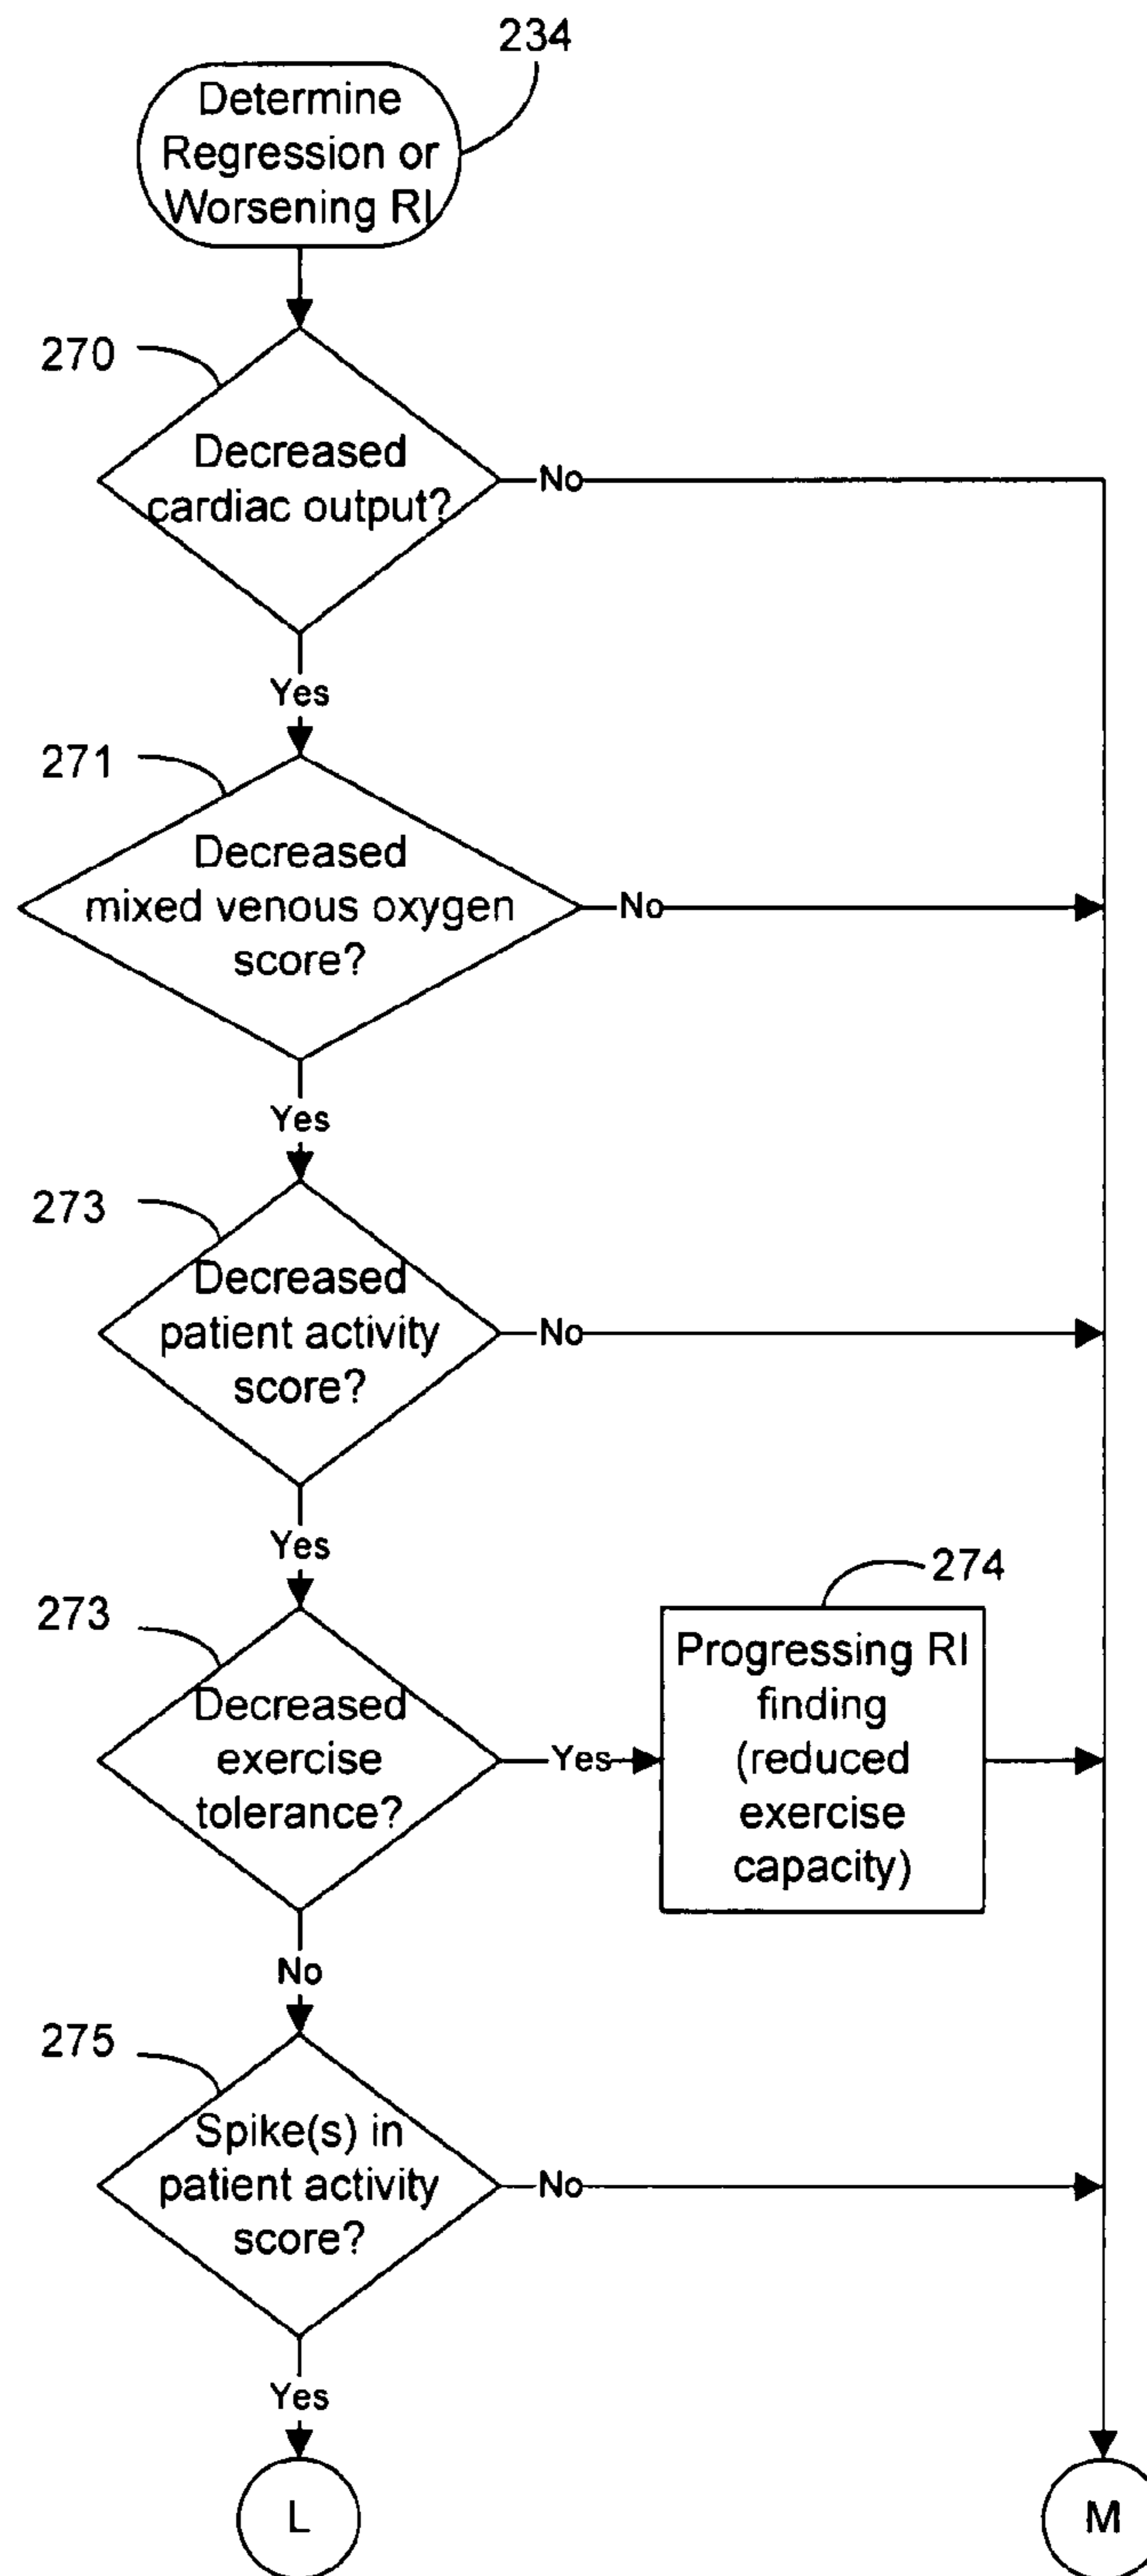 234
Determine
Regression or
Worsening RI
270
Decreased
cardiac output?
No
Yes
271
Decreased
mixed venous oxygen
score?
No
Yes
273
Decreased
patient activity
score?
No
Yes
273
Decreased
exercise
tolerance?
Yes
274
Progressing RI
finding
(reduced
exercise
capacity)
No
275
Spike(s) in
patient activity
score?
No
Yes
L
M